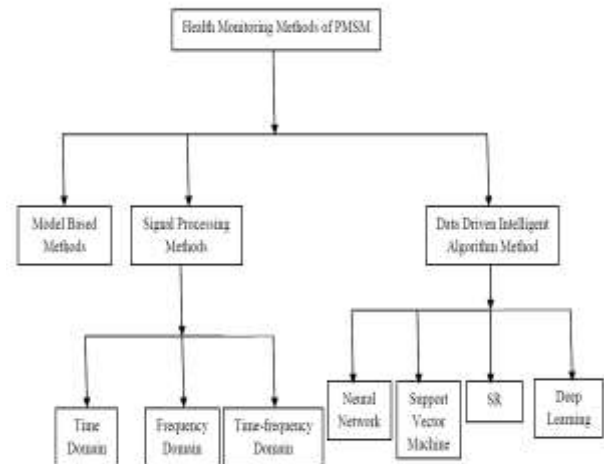 Health Monitoring Methods of PMSM
Model Based
Methods
Signal Processing
Methods
Data Driven Intelligent
Algorithm Method
Time
Domain
Frequency
Domain
Time-frequency
Domain
Neural
Network
Support
Vector
Machine
SR
Deep
Learning